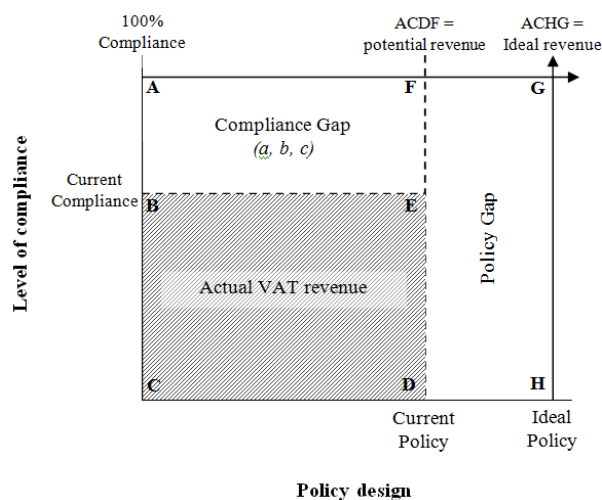 100%
Compliance
ACDF =
potential revenue
ACHG =
Ideal revenue
A
F
G
Compliance Gap
(a, b, c)
Current
Compliance
B
E
Level of compliance
Policy Gap
Actual VAT revenue
C
D
H
Current
Policy
Ideal
Policy
Policy design